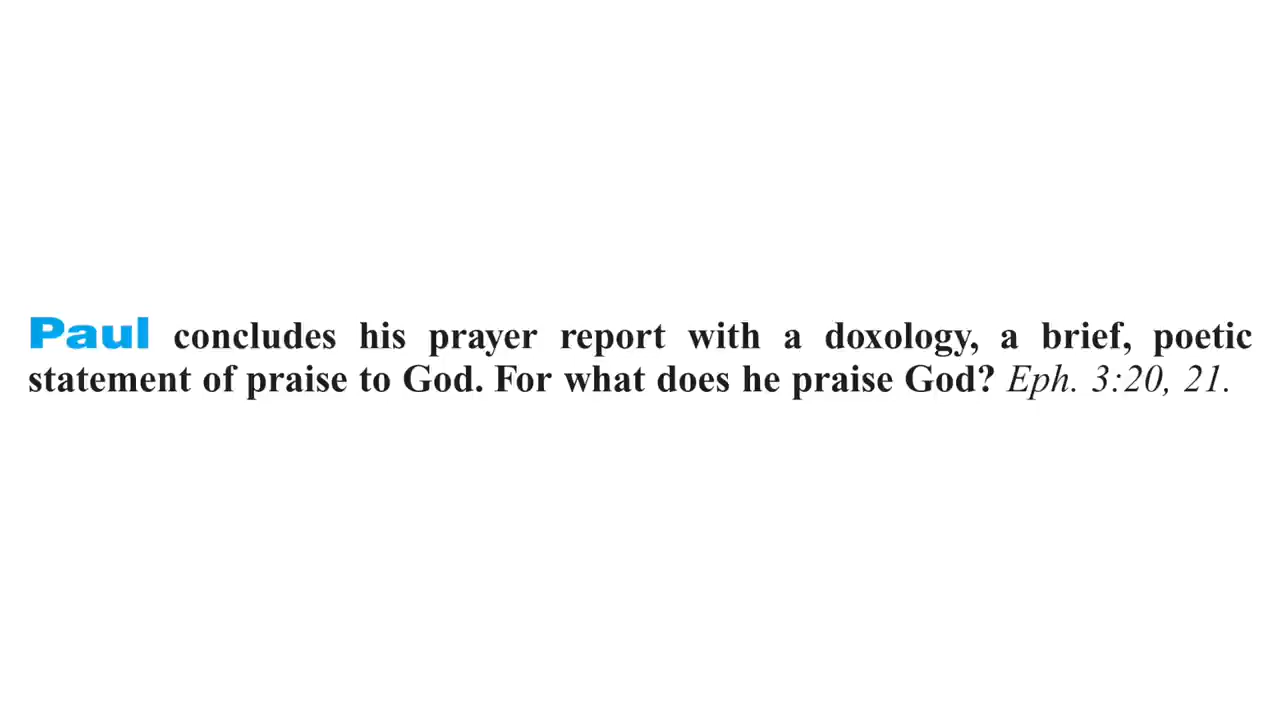 Paul concludes his prayer report with a doxology, a brief, poetic
statement of praise to God. For what does he praise God? Eph. 3:20, 21.